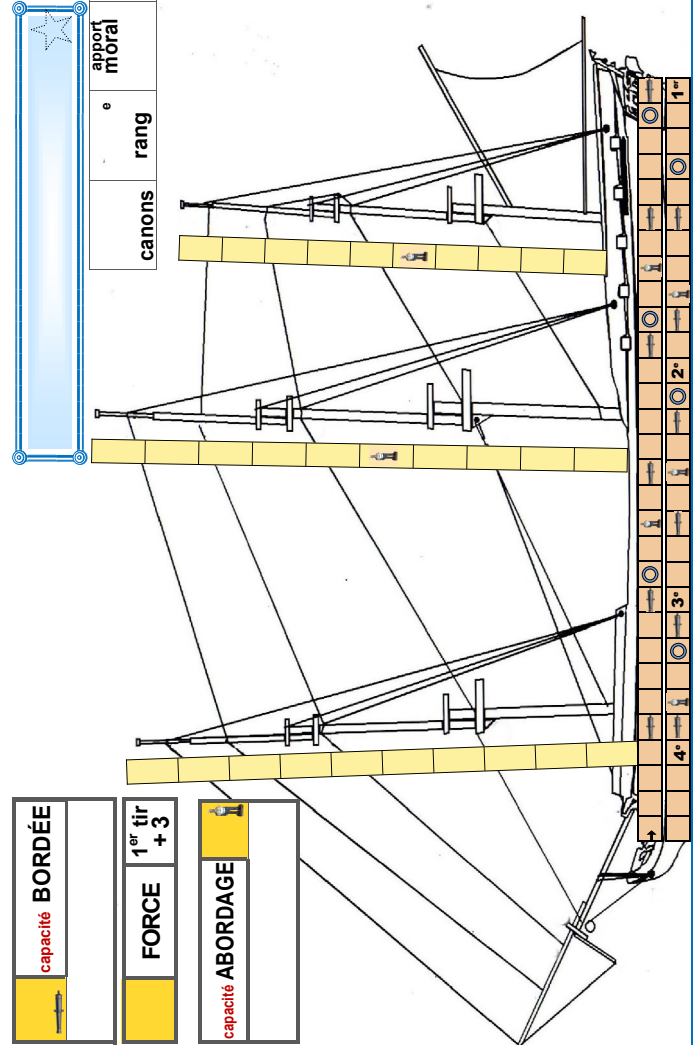 apport
moral
e
rang
canons
capacité BORDÉE
FORCE
1er tir
+ 3
capacité ABORDAGE
1er
2e
3e
4e